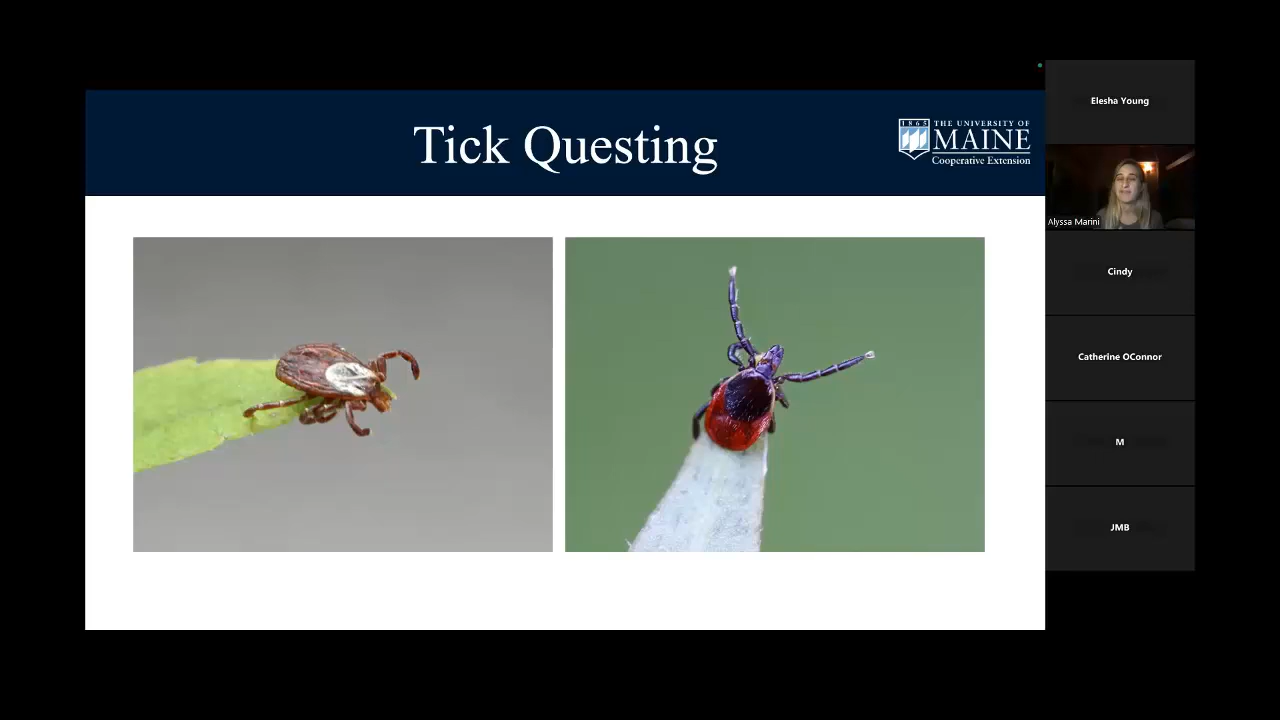 Tick Questing
1865
THE UNIVERSITY OF
MAINE
Cooperative Extension
Elesha Young
Alyssa Marini
Cindy
Catherine OConnor
M
JMB